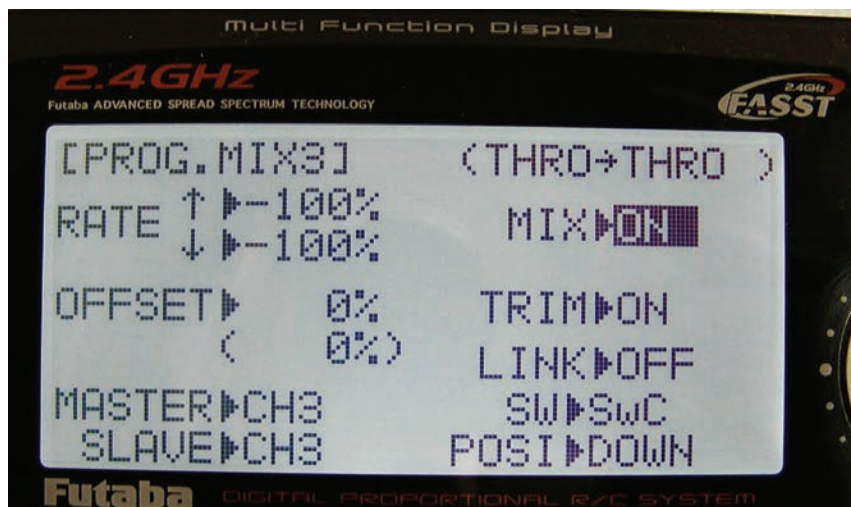 Multi Function Display
2.4GHz
Futaba ADVANCED SPREAD SPECTRUM TECHNOLOGY
2.4GHz
FASST
[PROG.MIX3] (THRO→THRO )
RATE ↑ -100% MIX ON
↓ -100%
OFFSET 0% TRIM ON
( 0%) LINK OFF
MASTER CH3 SW SwC
SLAVE CH3 POSI DOWN
Futaba DIGITAL PROPORTIONAL R/C SYSTEM